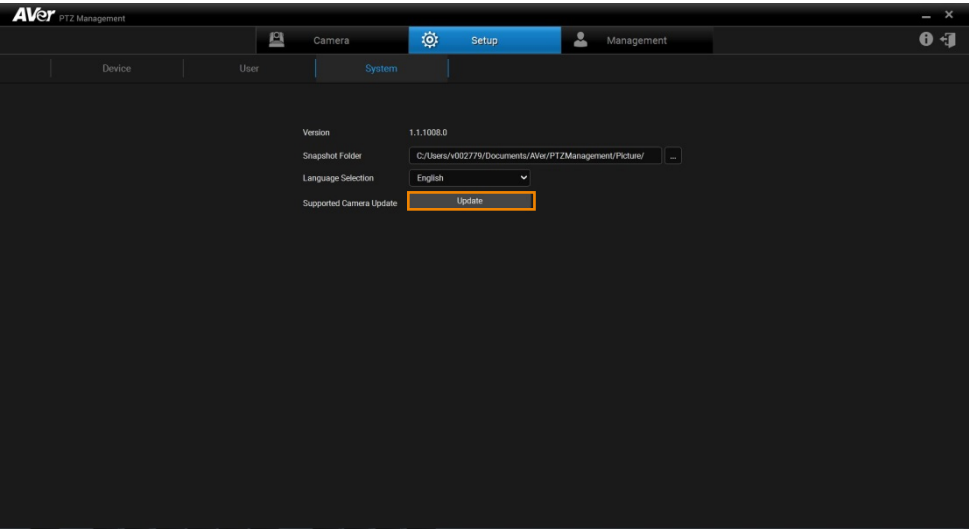 AVer PTZ Management
Camera Setup Management
Device User System
Version 1.1.1008.0
Snapshot Folder C:/Users/v002779/Documents/AVer/PTZManagement/Picture/ ...
Language Selection English
Supported Camera Update Update